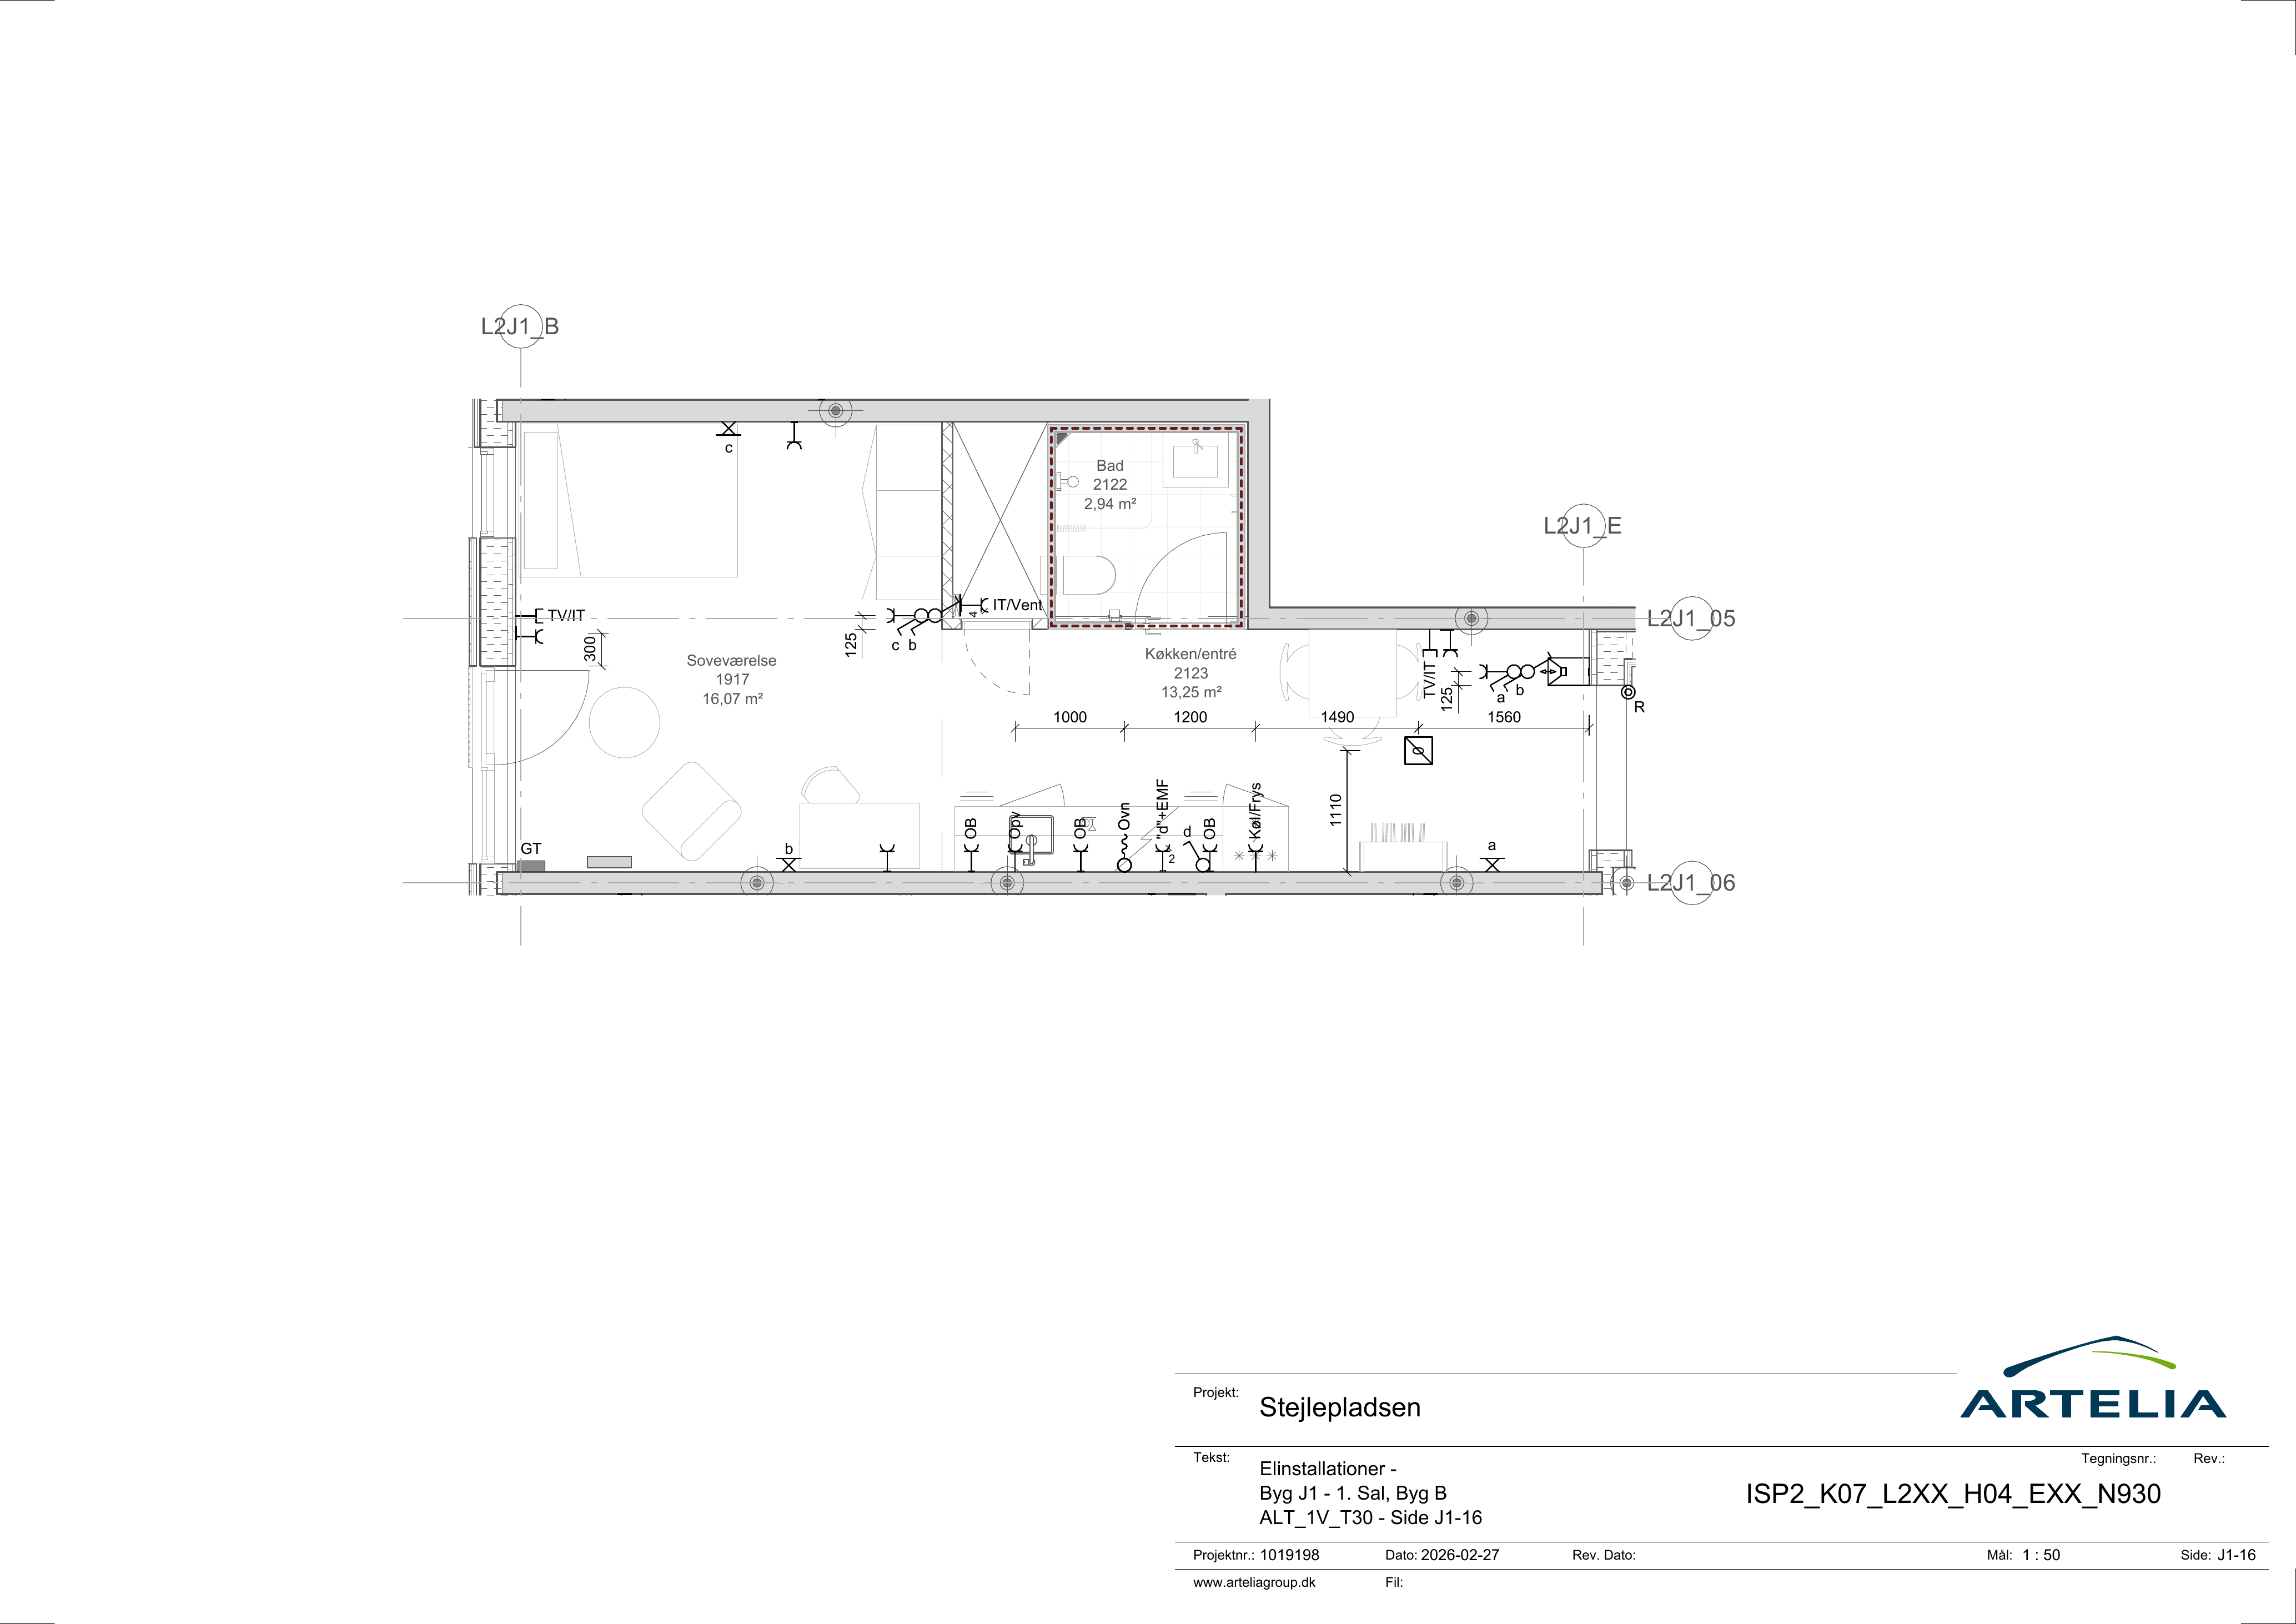 L2J1_B
c
Bad
2122
2,94 m²
L2J1_E
TV/IT
4
IT/Vent
L2J1_05
300
125
c b
Soveværelse
1917
16,07 m²
Køkken/entré
2123
13,25 m²
TV/IT
125
a b
R
1000
1200
1490
1560
1110
GT
b
OB
Opv
OB
Ovn
"d"+EMF
2
d
OB
Køl/Frys
a
L2J1_06
ARTELIA
Projekt:
Stejlepladsen
Tekst:
Elinstallationer -
Byg J1 - 1. Sal, Byg B
ALT_1V_T30 - Side J1-16
Tegningsnr.:
Rev.:
ISP2_K07_L2XX_H04_EXX_N930
Projektnr.: 1019198
Dato: 2026-02-27
Rev. Dato:
Mål: 1 : 50
Side: J1-16
www.arteliagroup.dk
Fil: